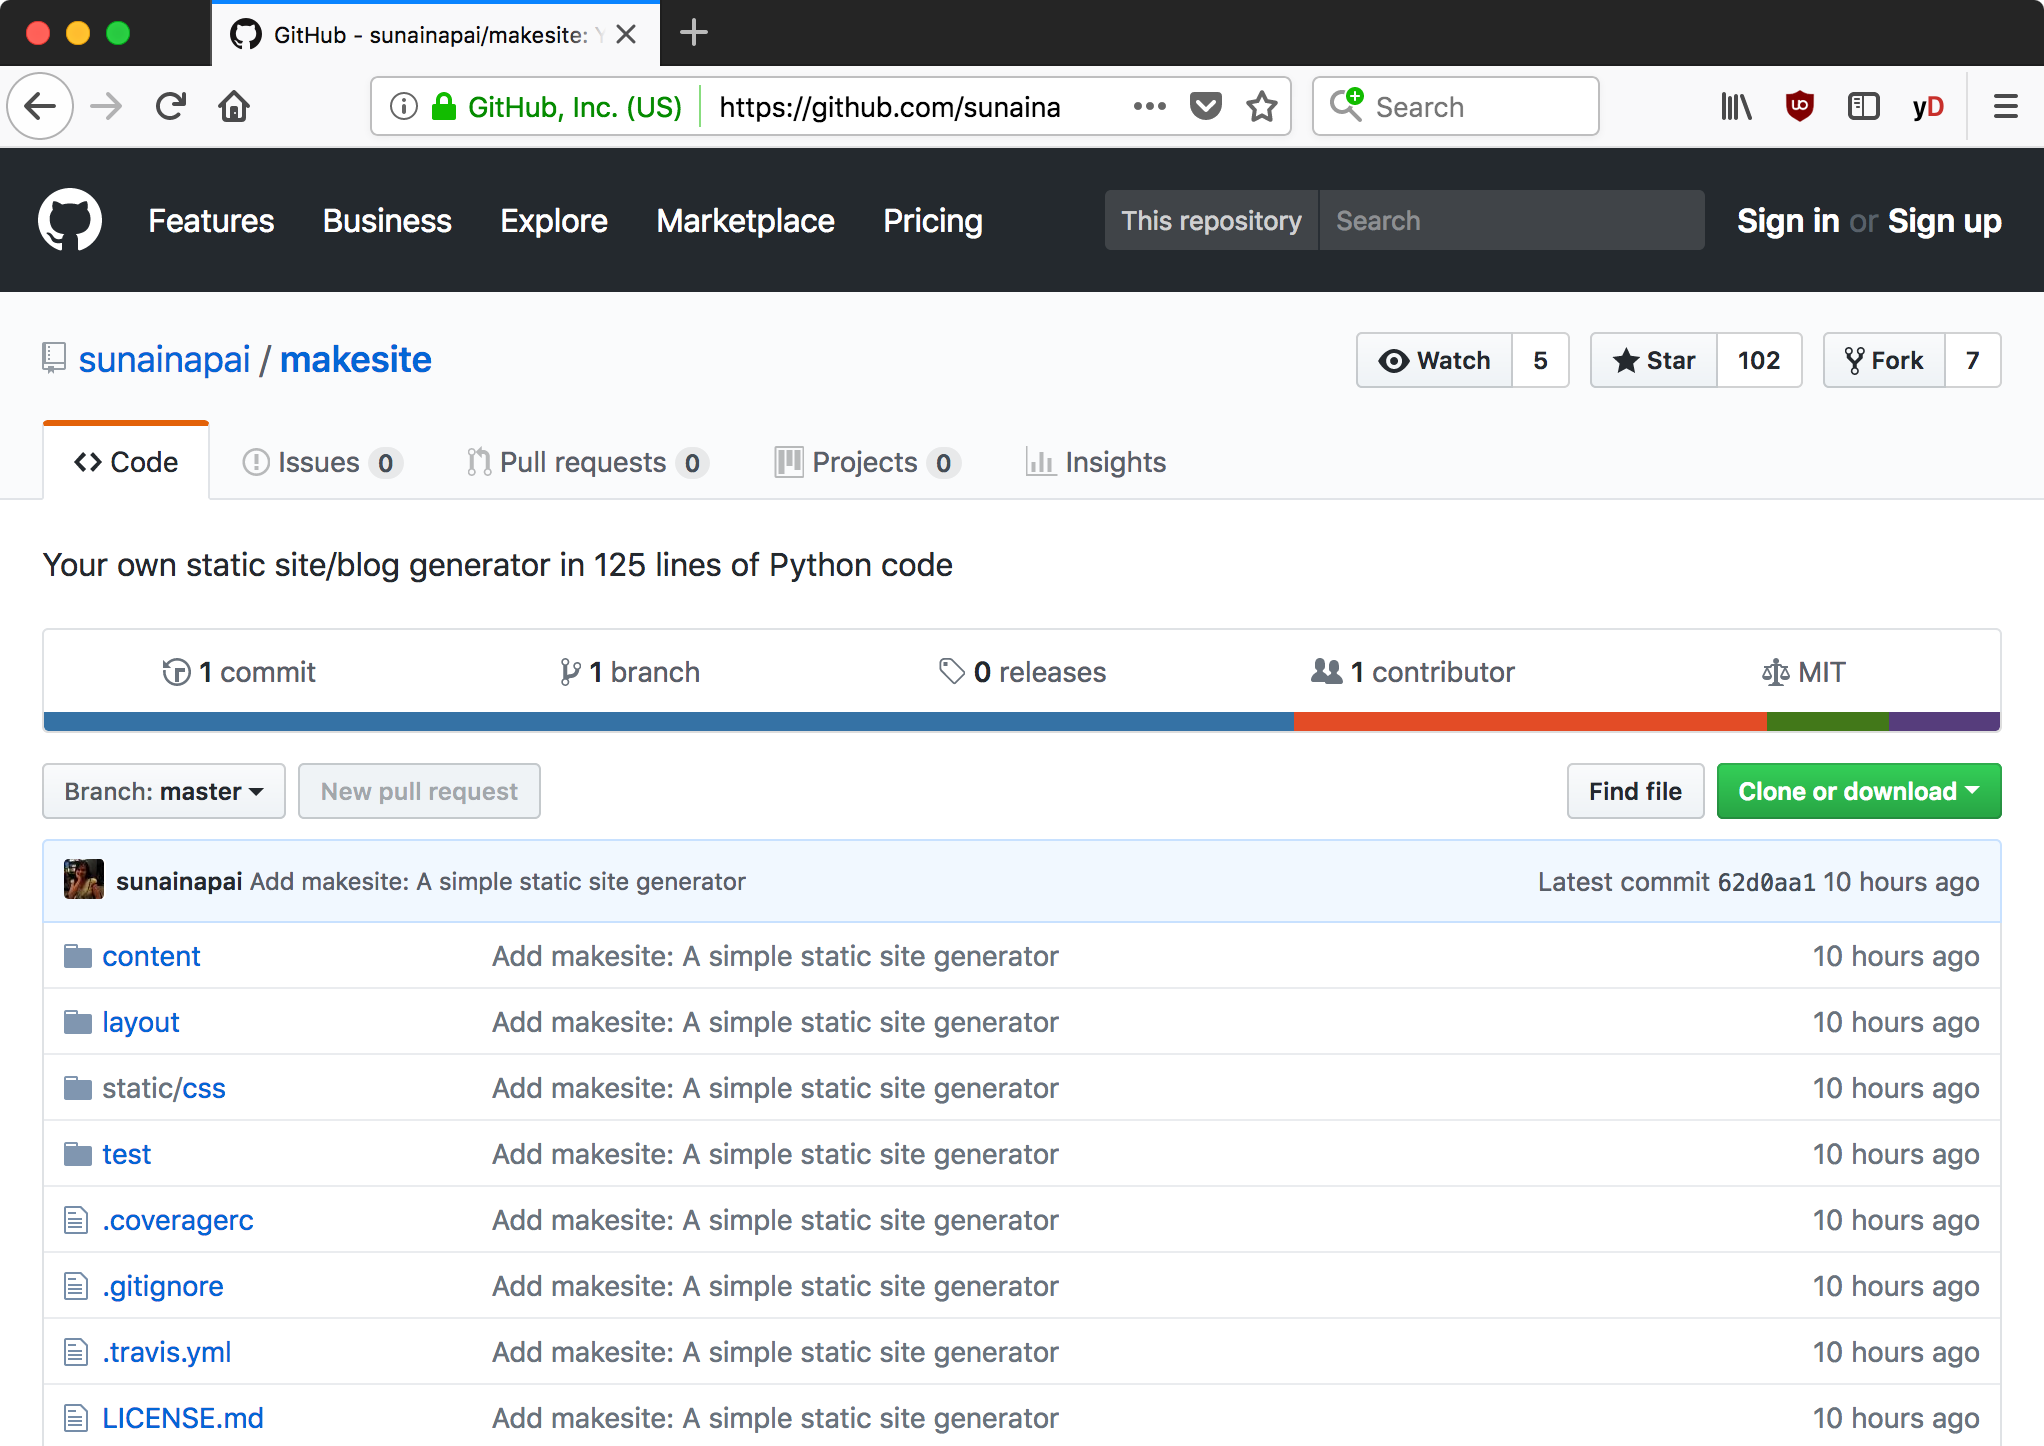 GitHub - sunainapai/makesite:
GitHub, Inc. (US) https://github.com/sunaina Search yD
Features Business Explore Marketplace Pricing This repository Search Sign in or Sign up
sunainapai / makesite Watch 5 Star 102 Fork 7
Code Issues 0 Pull requests 0 Projects 0 Insights
Your own static site/blog generator in 125 lines of Python code
1 commit 1 branch 0 releases 1 contributor MIT
Branch: master New pull request Find file Clone or download
sunainapai Add makesite: A simple static site generator Latest commit 62d0aa1 10 hours ago
content Add makesite: A simple static site generator 10 hours ago
layout Add makesite: A simple static site generator 10 hours ago
static/css Add makesite: A simple static site generator 10 hours ago
test Add makesite: A simple static site generator 10 hours ago
.coveragerc Add makesite: A simple static site generator 10 hours ago
.gitignore Add makesite: A simple static site generator 10 hours ago
.travis.yml Add makesite: A simple static site generator 10 hours ago
LICENSE.md Add makesite: A simple static site generator 10 hours ago